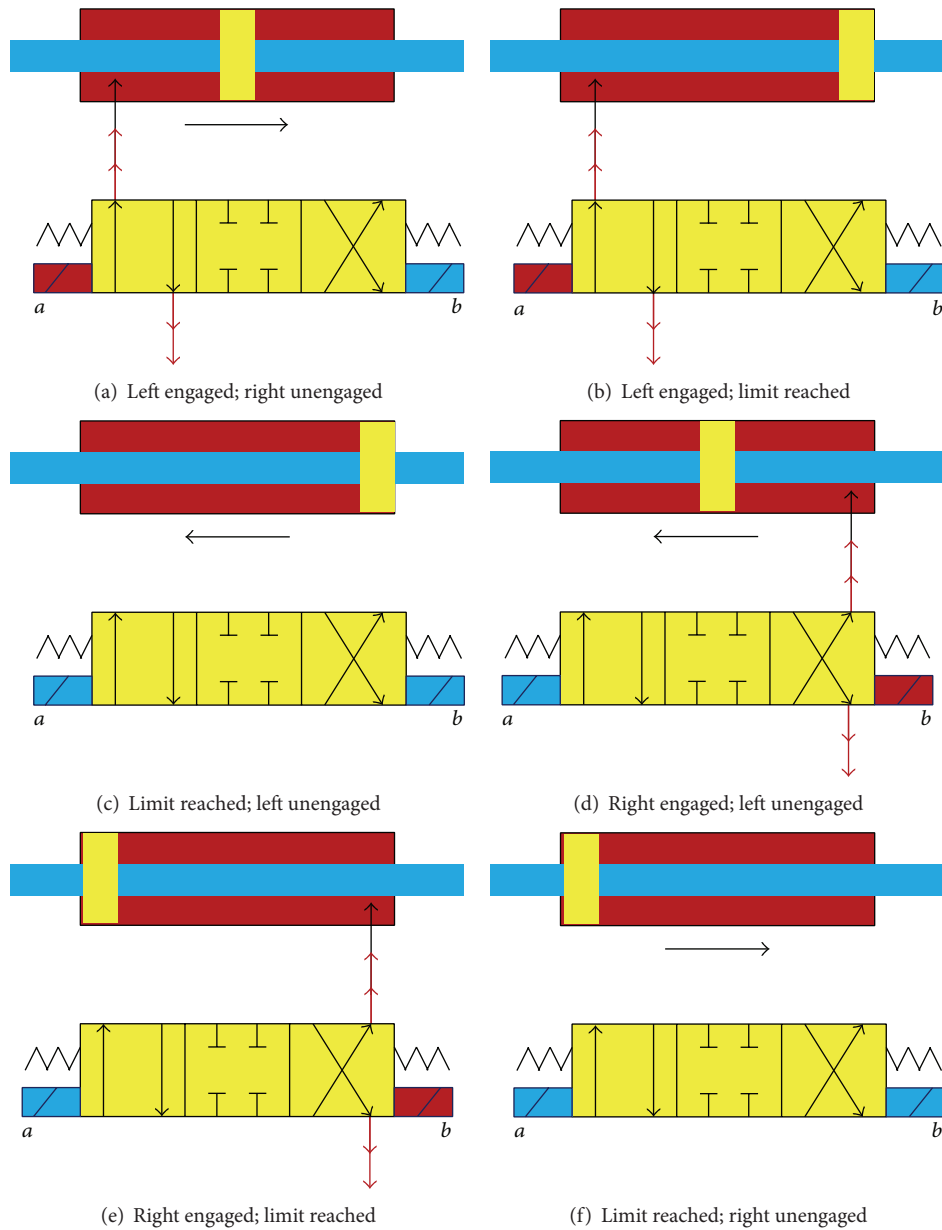 a b a b
(a) Left engaged; right unengaged (b) Left engaged; limit reached
a b a b
(c) Limit reached; left unengaged (d) Right engaged; left unengaged
a b a b
(e) Right engaged; limit reached (f) Limit reached; right unengaged